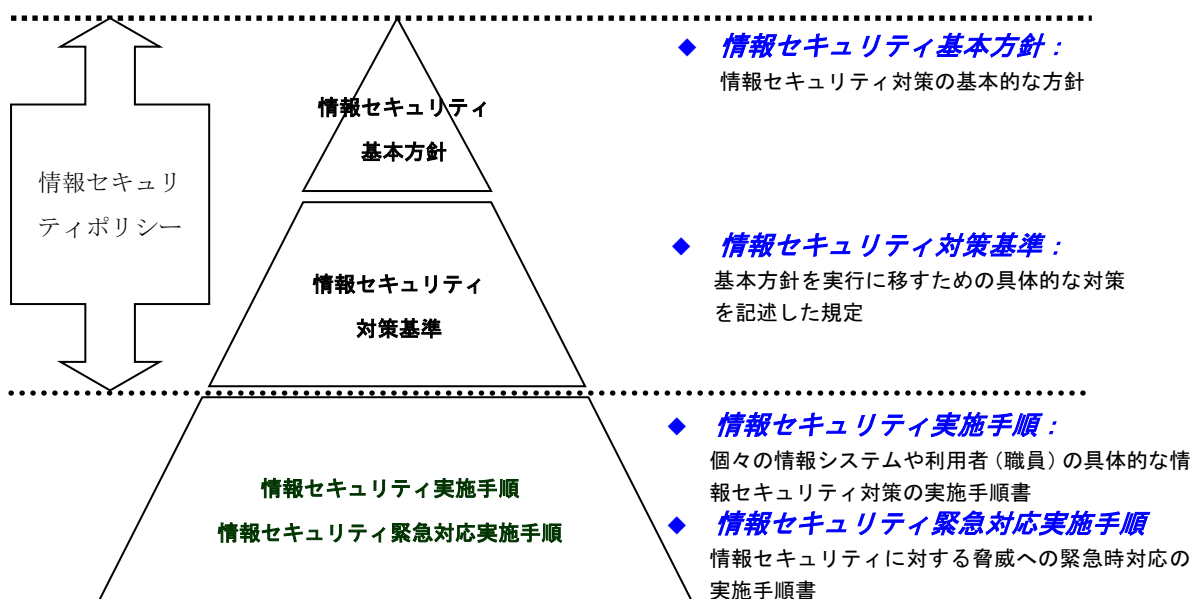 情報セキュリ
ティポリシー
情報セキュリティ
基本方針
情報セキュリティ
対策基準
情報セキュリティ実施手順
情報セキュリティ緊急対応実施手順
◆ 情報セキュリティ基本方針：
情報セキュリティ対策の基本的な方針
◆ 情報セキュリティ対策基準：
基本方針を実行に移すための具体的な対策
を記述した規定
◆ 情報セキュリティ実施手順：
個々の情報システムや利用者（職員）の具体的な情
報セキュリティ対策の実施手順書
◆ 情報セキュリティ緊急対応実施手順
情報セキュリティに対する脅威への緊急時対応の
実施手順書